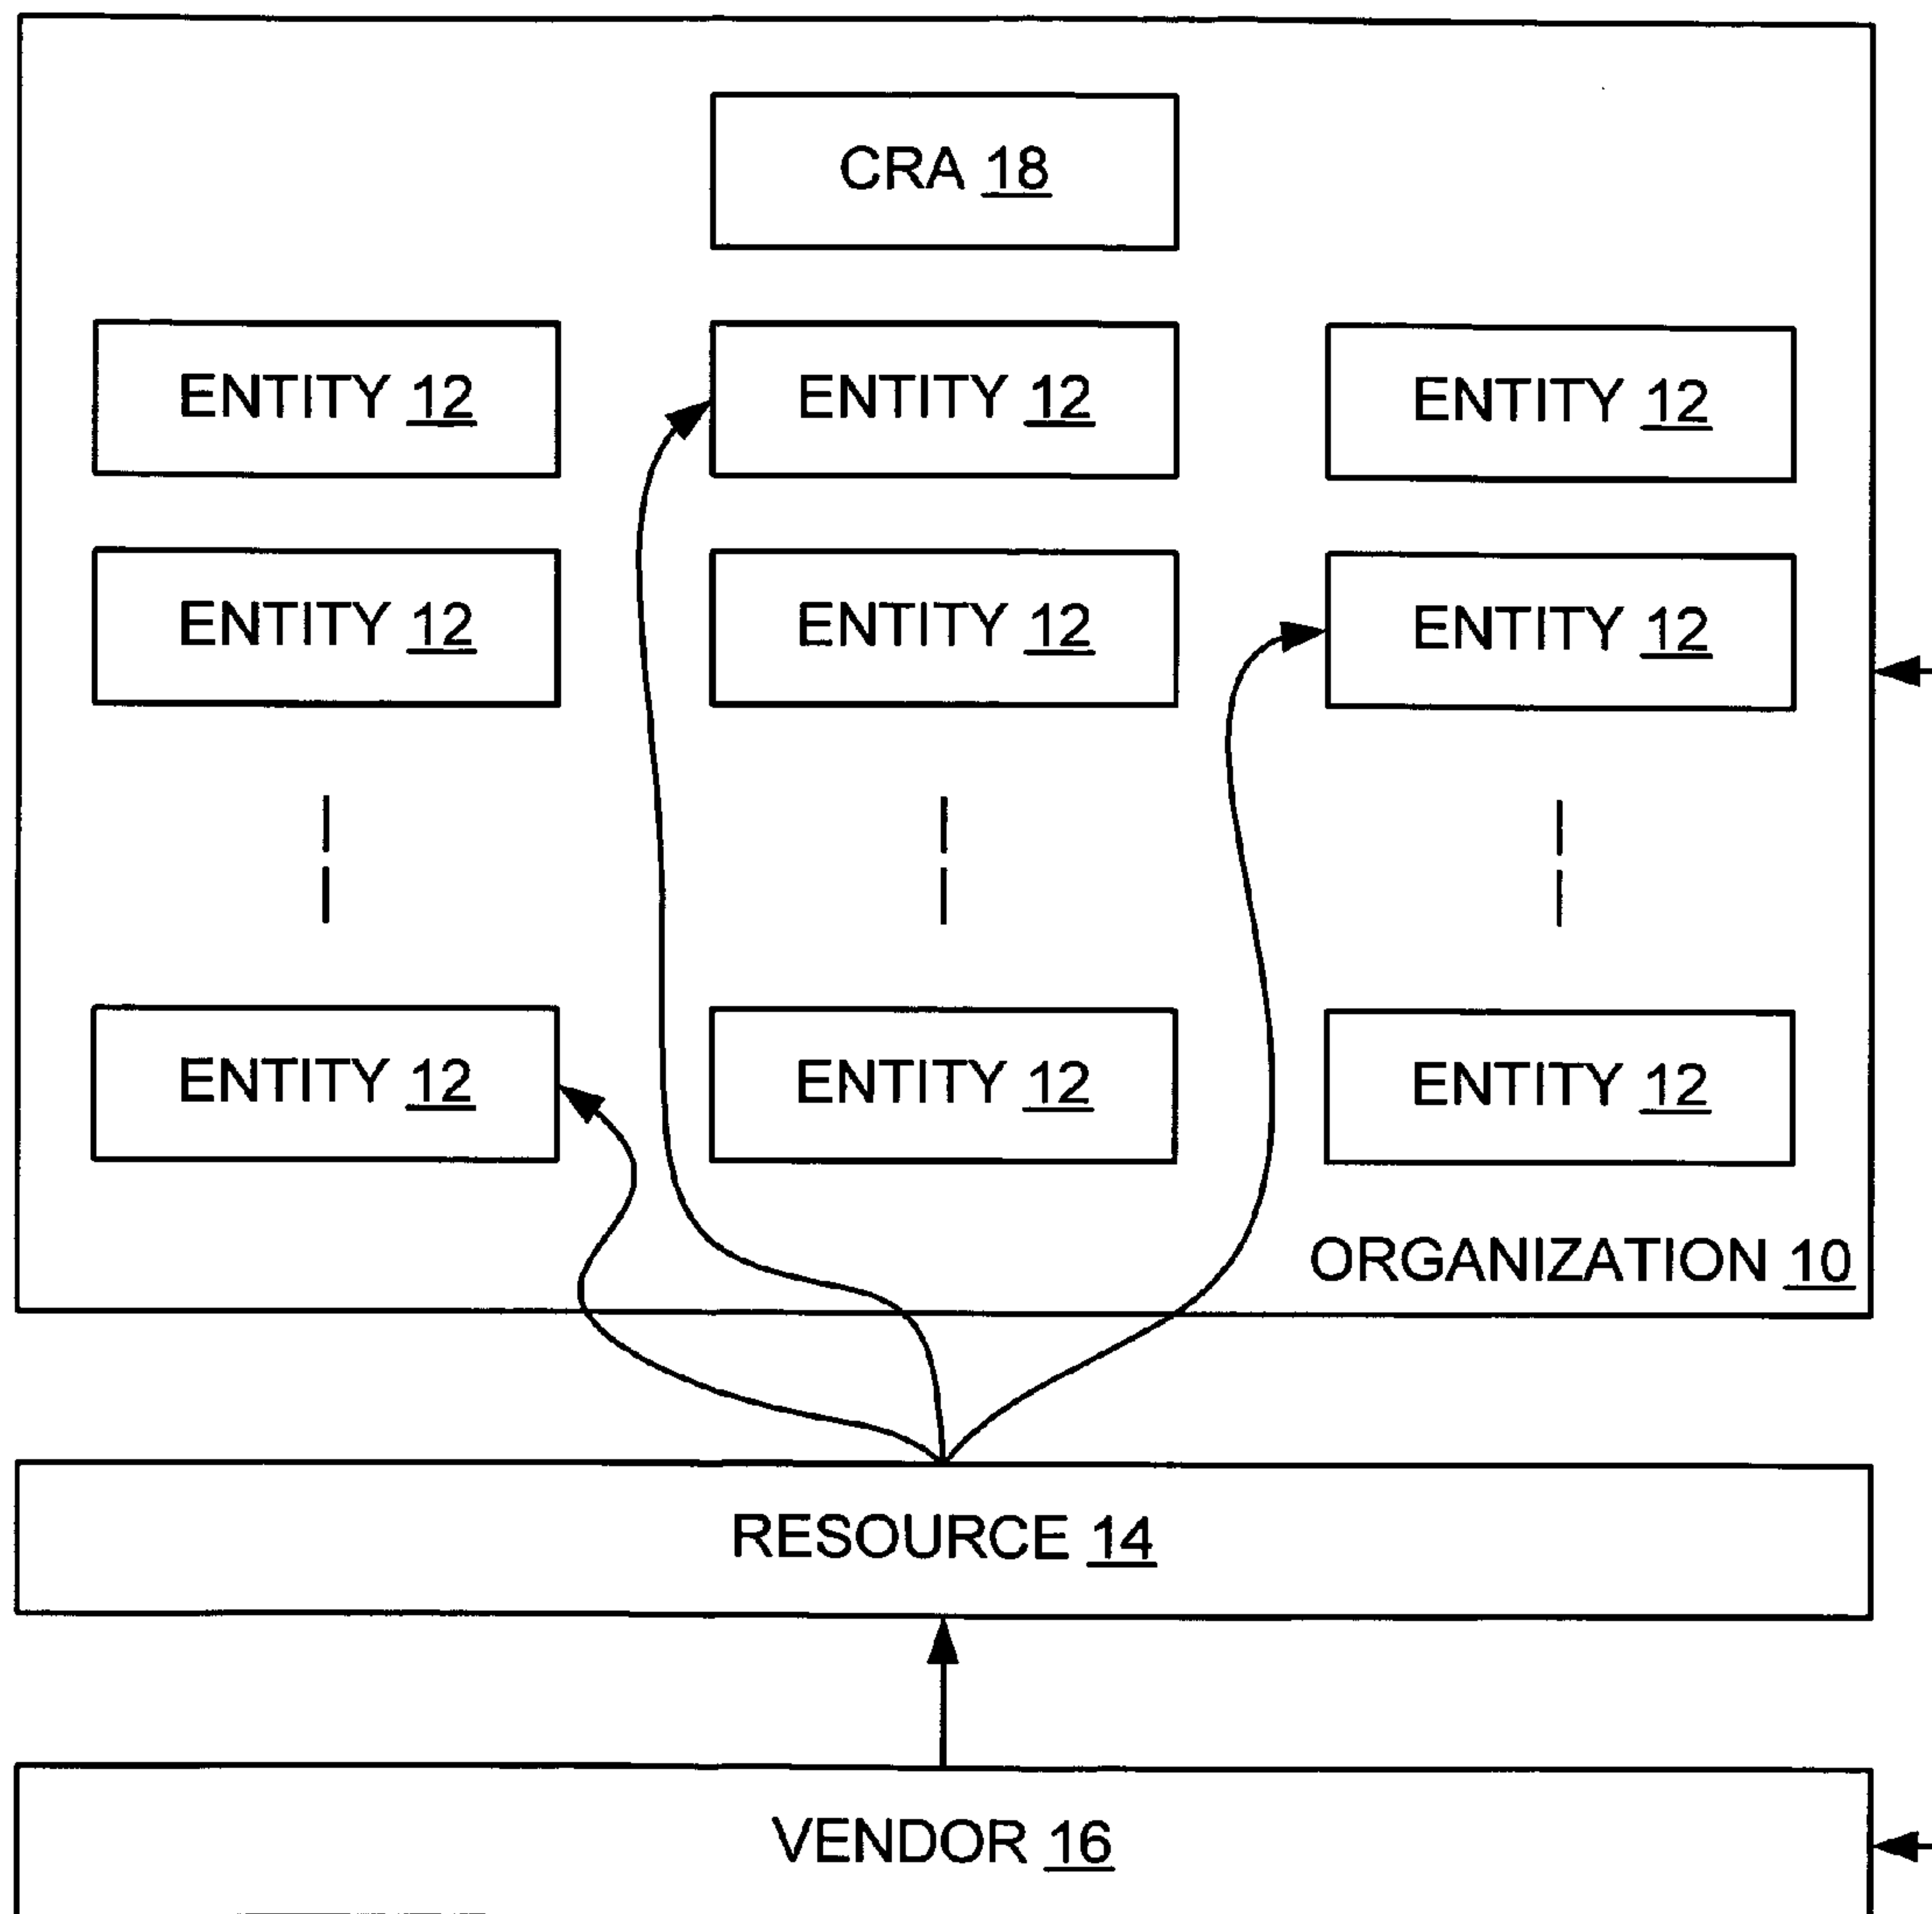 CRA 18
ENTITY 12 ENTITY 12 ENTITY 12
ENTITY 12 ENTITY 12 ENTITY 12
ENTITY 12 ENTITY 12 ENTITY 12
ORGANIZATION 10
RESOURCE 14
VENDOR 16